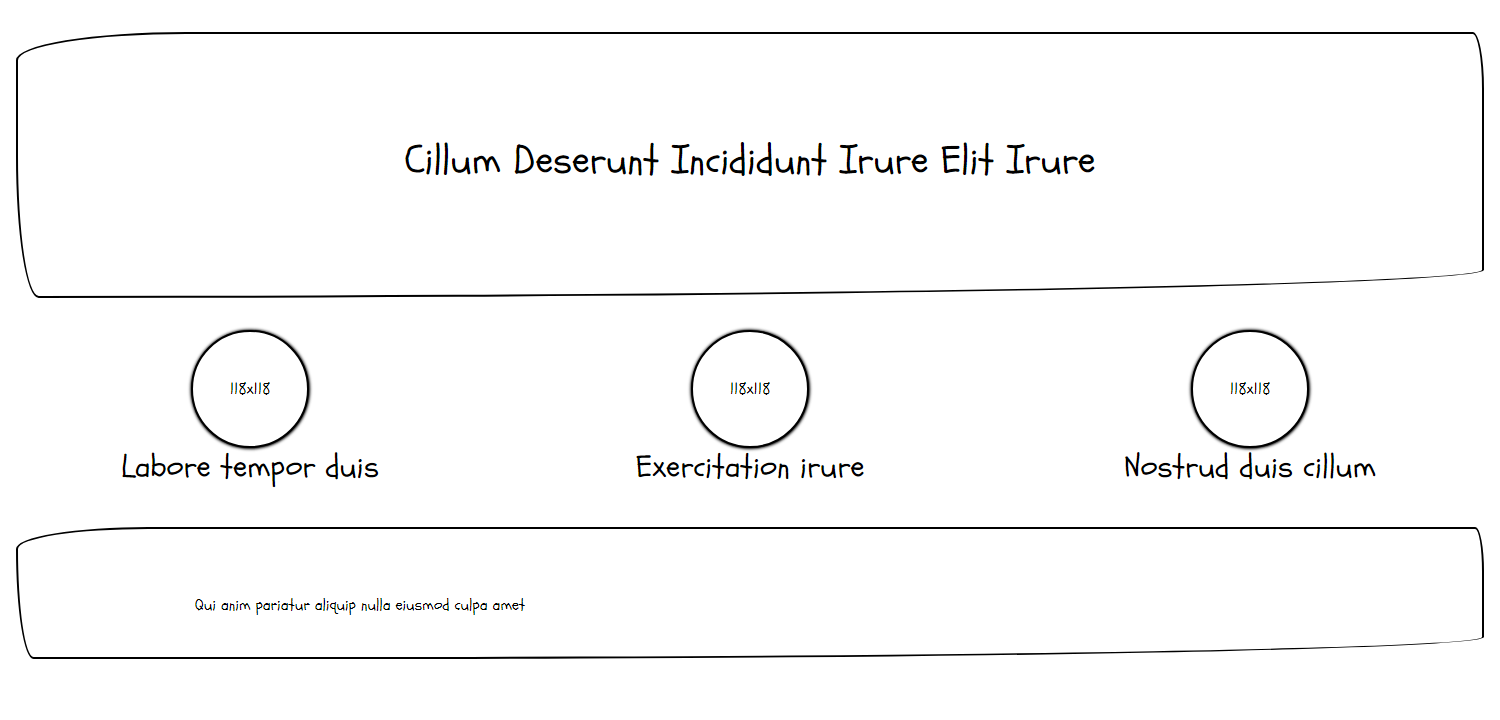 Cillum Deserunt Incididunt Irure Elit Irure
118x118
118x118
118x118
Labore tempor duis
Exercitation irure
Nostrud duis cillum
Qui anim pariatur aliquip nulla eiusmod culpa amet